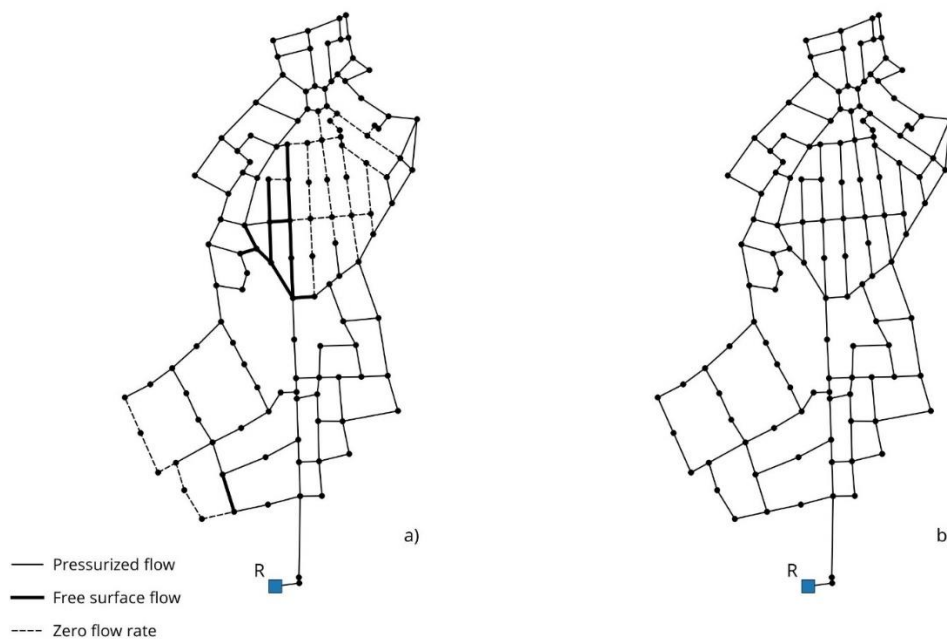 a)
b
R
R
Pressurized flow
Free surface flow
Zero flow rate